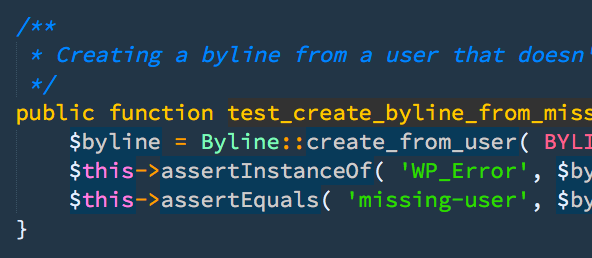 /**
 * Creating a byline from a user that doesn'
 */
public function test_create_byline_from_miss
    $byline = Byline::create_from_user( BYLI
    $this->assertInstanceOf( 'WP_Error', $by
    $this->assertEquals( 'missing-user', $by
}